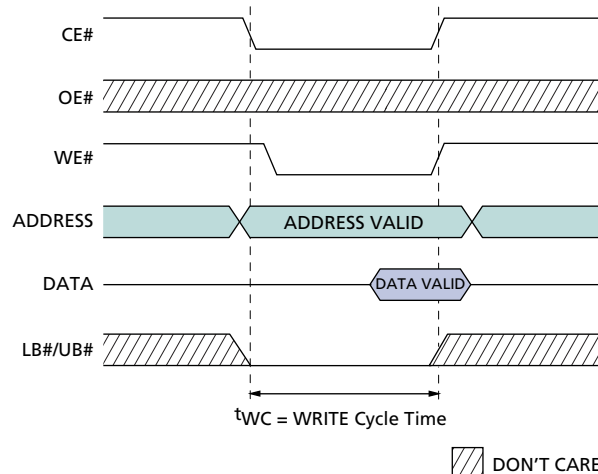 CE#
OE#
WE#
ADDRESS
ADDRESS VALID
DATA
DATA VALID
LB#/UB#
tWC = WRITE Cycle Time
DON'T CARE